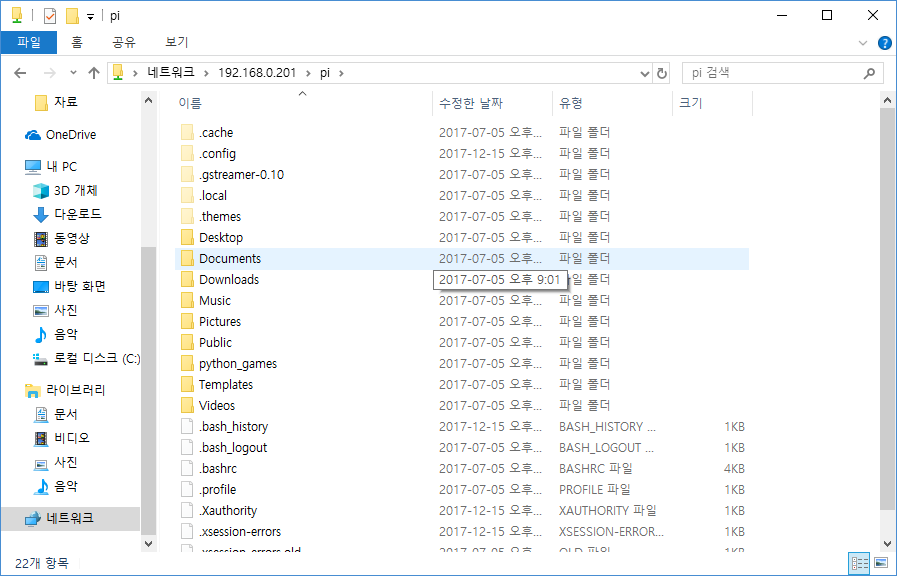 pi
파일 홈 공유 보기
네트워크 192.168.0.201 pi
pi 검색
자료
OneDrive
내 PC
3D 개체
다운로드
동영상
문서
바탕 화면
사진
음악
로컬 디스크 (C:)
라이브러리
문서
비디오
사진
음악
네트워크
이름 수정한 날짜 유형 크기
.cache 2017-07-05 오후... 파일 폴더
.config 2017-12-15 오후... 파일 폴더
.gstreamer-0.10 2017-07-05 오후... 파일 폴더
.local 2017-07-05 오후... 파일 폴더
.themes 2017-07-05 오후... 파일 폴더
Desktop 2017-07-05 오후... 파일 폴더
Documents 2017-07-05 오후... 파일 폴더
Downloads 2017-07-05 오후 9:01 파일 폴더
Music 2017-07-05 오후... 파일 폴더
Pictures 2017-07-05 오후... 파일 폴더
Public 2017-07-05 오후... 파일 폴더
python_games 2017-07-05 오후... 파일 폴더
Templates 2017-07-05 오후... 파일 폴더
Videos 2017-07-05 오후... 파일 폴더
.bash_history 2017-12-15 오후... BASH_HISTORY ... 1KB
.bash_logout 2017-07-05 오후... BASH_LOGOUT ... 1KB
.bashrc 2017-07-05 오후... BASHRC 파일 4KB
.profile 2017-07-05 오후... PROFILE 파일 1KB
.Xauthority 2017-12-15 오후... XAUTHORITY 파일 1KB
.xsession-errors 2017-12-15 오후... XSESSION-ERROR... 1KB
.xsession-errors.old 2017-07-05 오후... OLD 파일 1KB
22개 항목